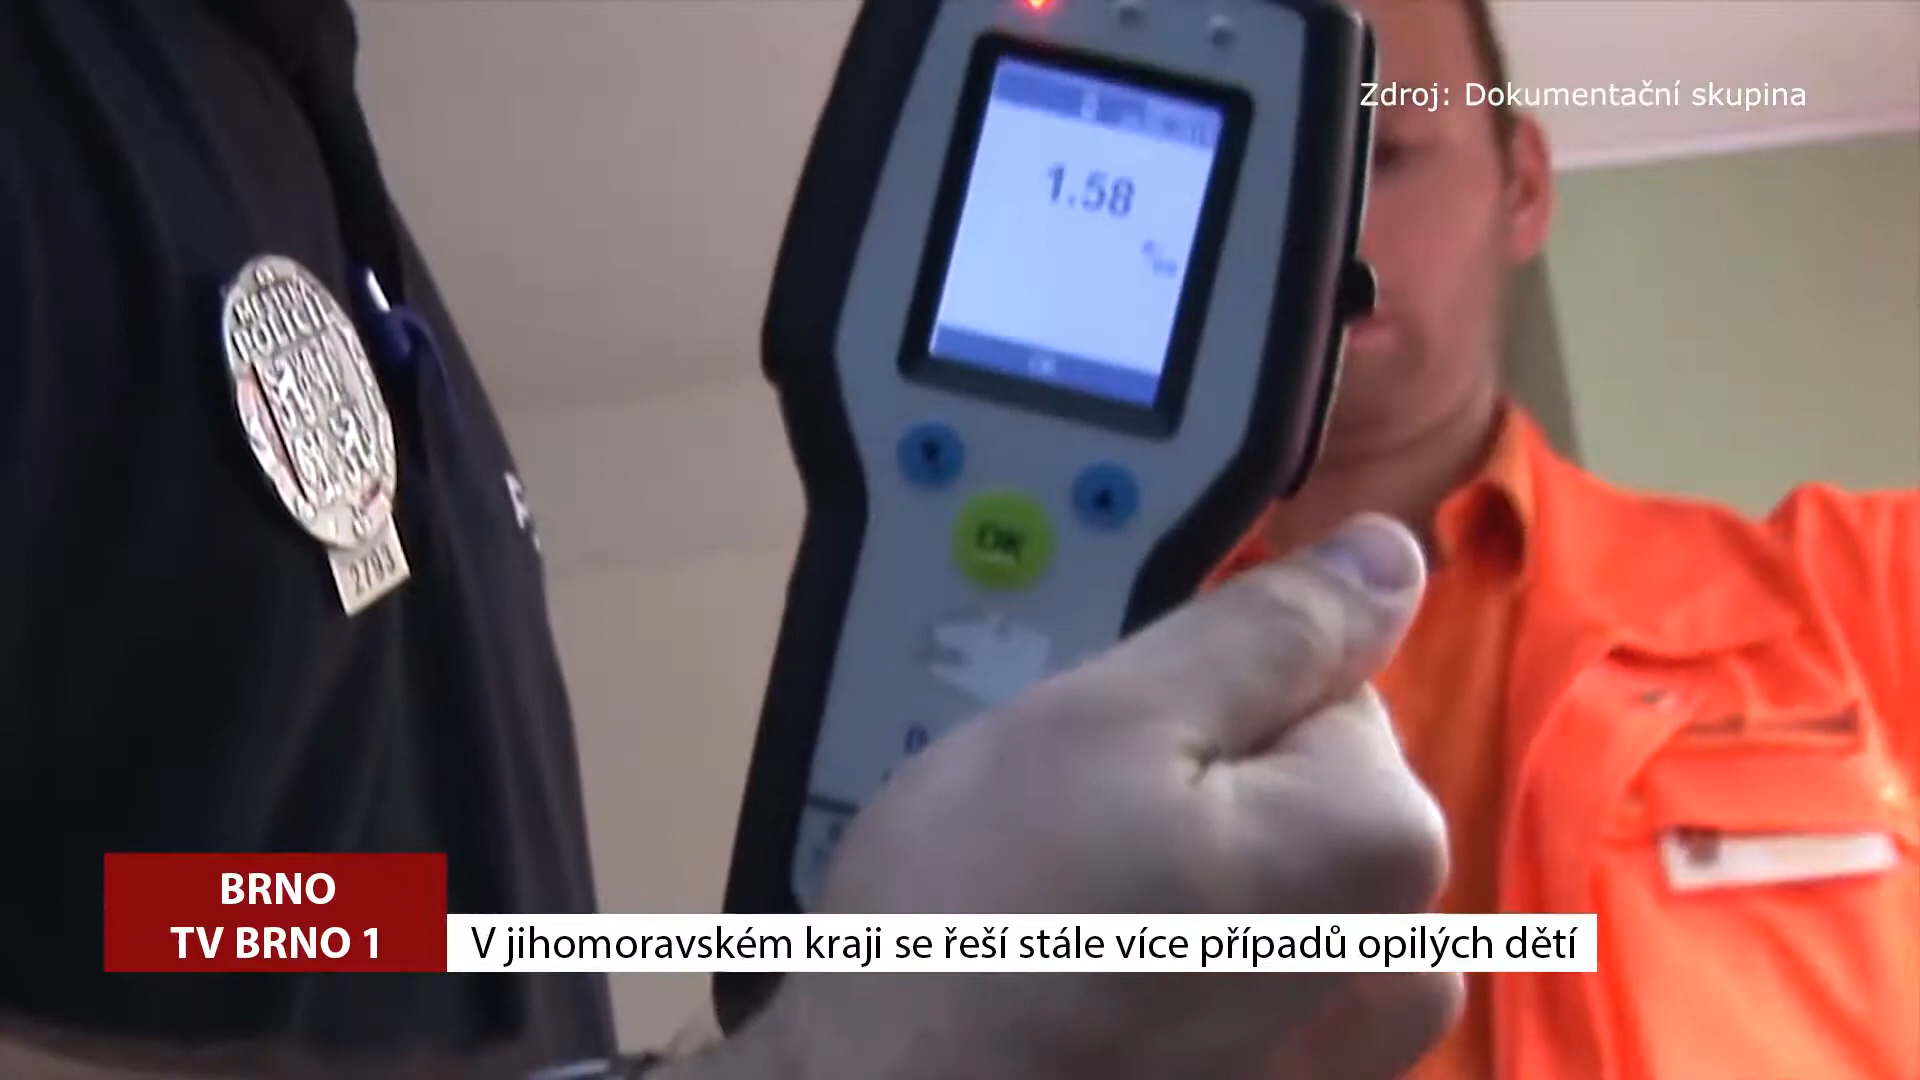 Zdroj: Dokumentační skupina
1.58
OK
2793
BRNO
TV BRNO 1
V jihomoravském kraji se řeší stále více případů opilých dětí